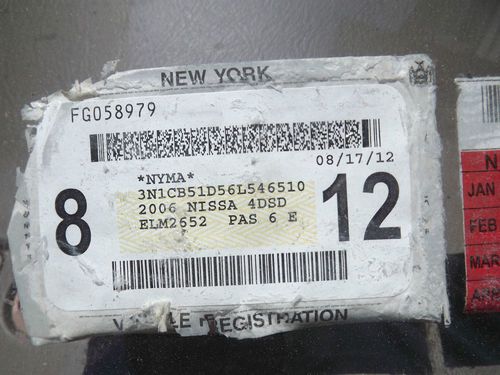 NEW YORK
FG058979
08/17/12
*NYMA*
3N1CB51D56L546510
2006 NISSA 4DSD
ELM2652 PAS 6 E
8
12
REGISTRATION
N
JAN
FEB
MAR